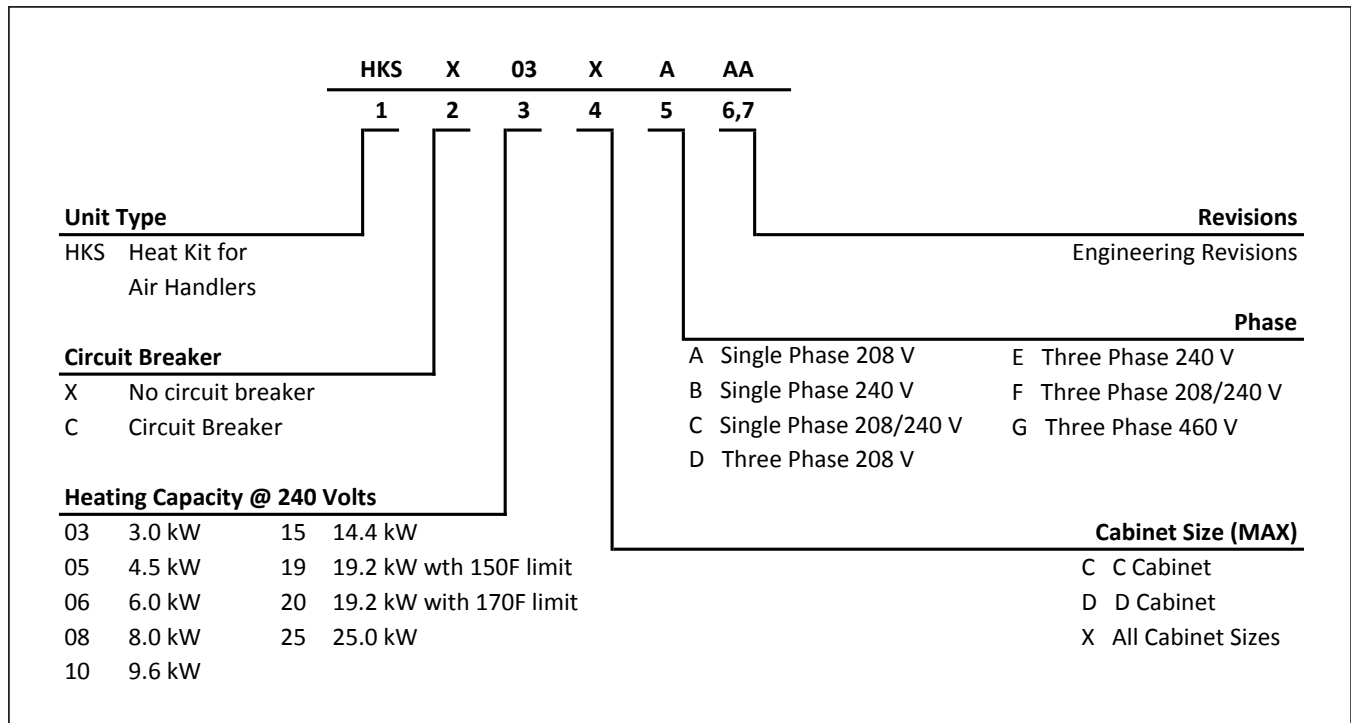 HKS X 03 X A AA
1 2 3 4 5 6,7
Unit Type
HKS Heat Kit for
Air Handlers
Circuit Breaker
X No circuit breaker
C Circuit Breaker
Heating Capacity @ 240 Volts
03 3.0 kW 15 14.4 kW
05 4.5 kW 19 19.2 kW wth 150F limit
06 6.0 kW 20 19.2 kW with 170F limit
08 8.0 kW 25 25.0 kW
10 9.6 kW
Revisions
Engineering Revisions
Phase
A Single Phase 208 V E Three Phase 240 V
B Single Phase 240 V F Three Phase 208/240 V
C Single Phase 208/240 V G Three Phase 460 V
D Three Phase 208 V
Cabinet Size (MAX)
C C Cabinet
D D Cabinet
X All Cabinet Sizes